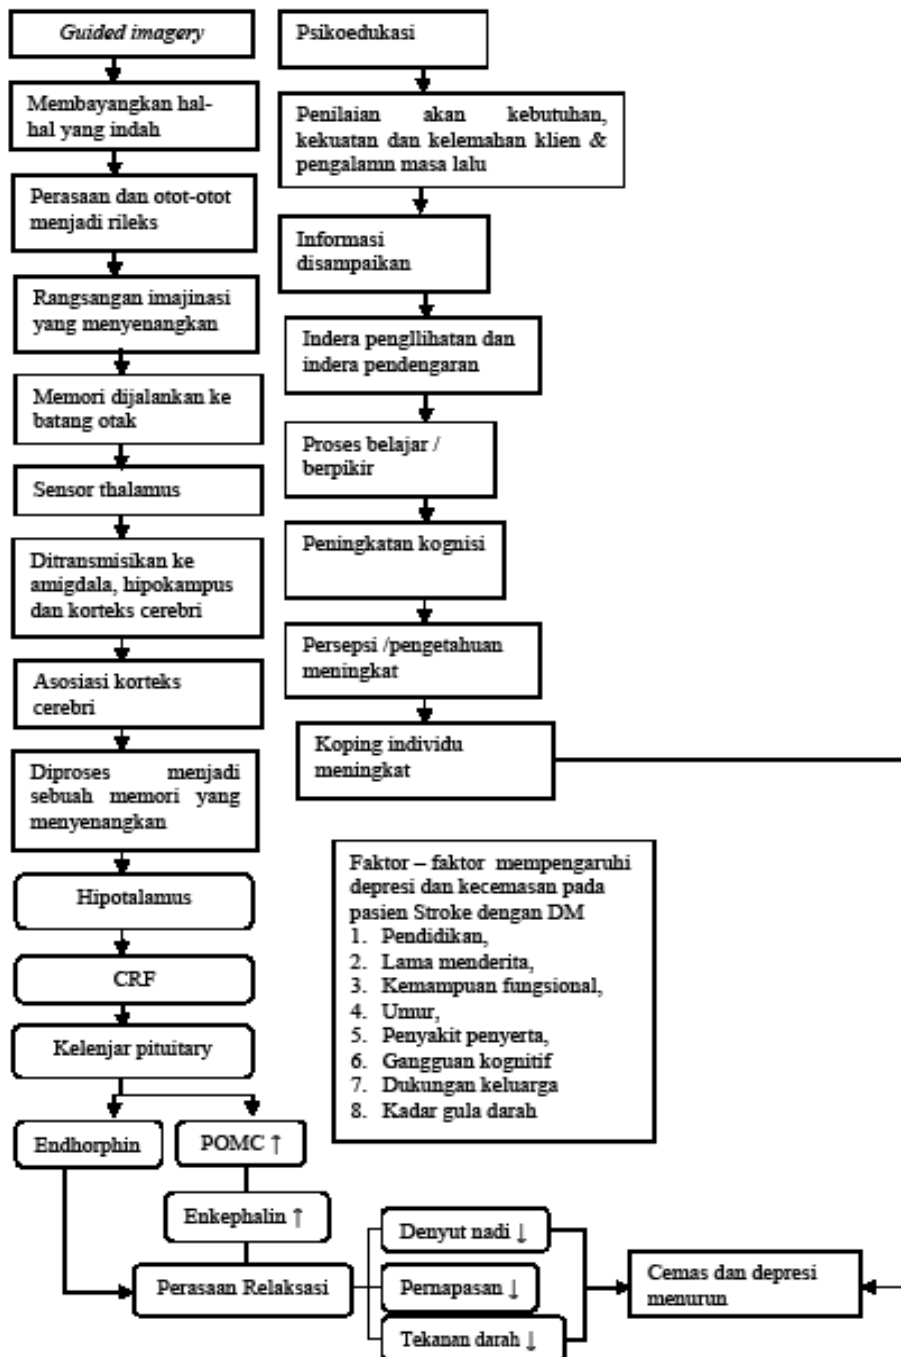 Guided imagery
Membayangkan hal-
hal yang indah
Perasaan dan otot-otot
menjadi rileks
Rangsangan imajinasi
yang menyenangkan
Memori dijalankan ke
batang otak
Sensor thalamus
Ditransmisikan ke
amigdala, hipokampus
dan korteks cerebri
Asosiasi korteks
cerebri
Diproses menjadi
sebuah memori yang
menyenangkan
Hipotalamus
CRF
Kelenjar pituitary
Endhorphin
POMC ↑
Enkephalin ↑
Perasaan Relaksasi
Denyut nadi ↓
Pernapasan ↓
Tekanan darah ↓
Psikoedukasi
Penilaian akan kebutuhan,
kekuatan dan kelemahan klien &
pengalamn masa lalu
Informasi
disampaikan
Indera pengllihatan dan
indera pendengaran
Proses belajar /
berpikir
Peningkatan kognisi
Persepsi /pengetahuan
meningkat
Koping individu
meningkat
Faktor – faktor mempengaruhi
depresi dan kecemasan pada
pasien Stroke dengan DM
1. Pendidikan,
2. Lama menderita,
3. Kemampuan fungsional,
4. Umur,
5. Penyakit penyerta,
6. Gangguan kognitif
7. Dukungan keluarga
8. Kadar gula darah
Cemas dan depresi
menurun